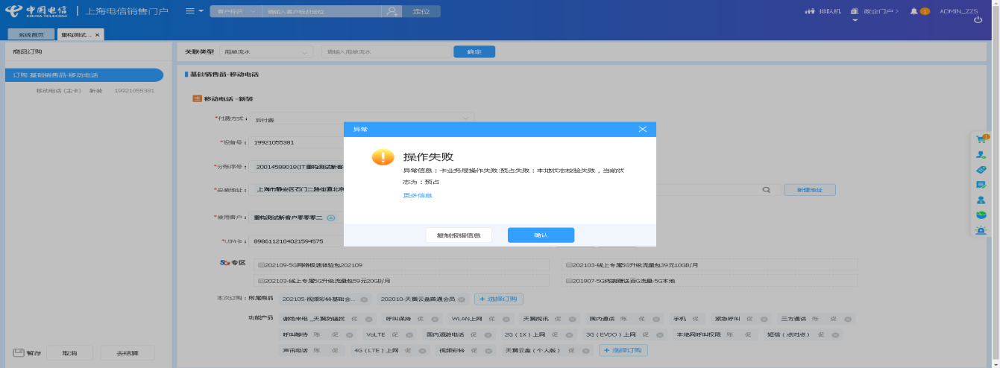 中国电信 CHINA TELECOM 上海电信销售门户 客户标识 请输入客户标识定位 定位 排队机 政企门户 1 ADMIN_ZZS
系统首页 重构测试... ×
商品订购
关联类型 甩单流水 请输入甩单流水 确定
订购 基础销售品-移动电话
移动电话 (主卡) 新装 19921055381
基础销售品-移动电话
移动电话 -新装
*付费方式： 后付费
*设备号： 19921055381
*分账序号： 20014588018(IT重构测试新客
*安装地址： 上海市静安区石门二路街道北京
新建地址
*使用客户： 重构测试新客户零零零二
*UIM卡： 8986112104021594575
异常
操作失败
异常信息：卡业务层操作失败:预占失败：本地状态校验失败，当前状
态为：预占
更多信息
复制报错信息 确认
5G专区 202109-5G网络极速体验包202109 202103-线上专属5G升级流量包39元10GB/月
202103-线上专属5G升级流量包59元20GB/月 201907-5G终端赠送百G流量-5G本地
本次订购： 附属商品 202105-视频彩铃基础会... 202010-天翼云盘普通会员 + 选择订购
功能产品 谢绝来电_天翼防骚扰 促 呼叫保持 促 WLAN上网 促 天翼视讯 促 国内通话 账 促 手机 促 紧急呼叫 促 三方通话 账 促
呼叫等待 账 促 VoLTE 促 国内漫游电话 促 2G（1X）上网 促 3G（EVDO）上网 促 本地网呼叫权限 账 促 短信（点对点） 促
声讯电话 账 促 4G（LTE）上网 促 视频彩铃 促 天翼云盘（个人版） 促 + 选择订购
暂存 取消 去结算
1